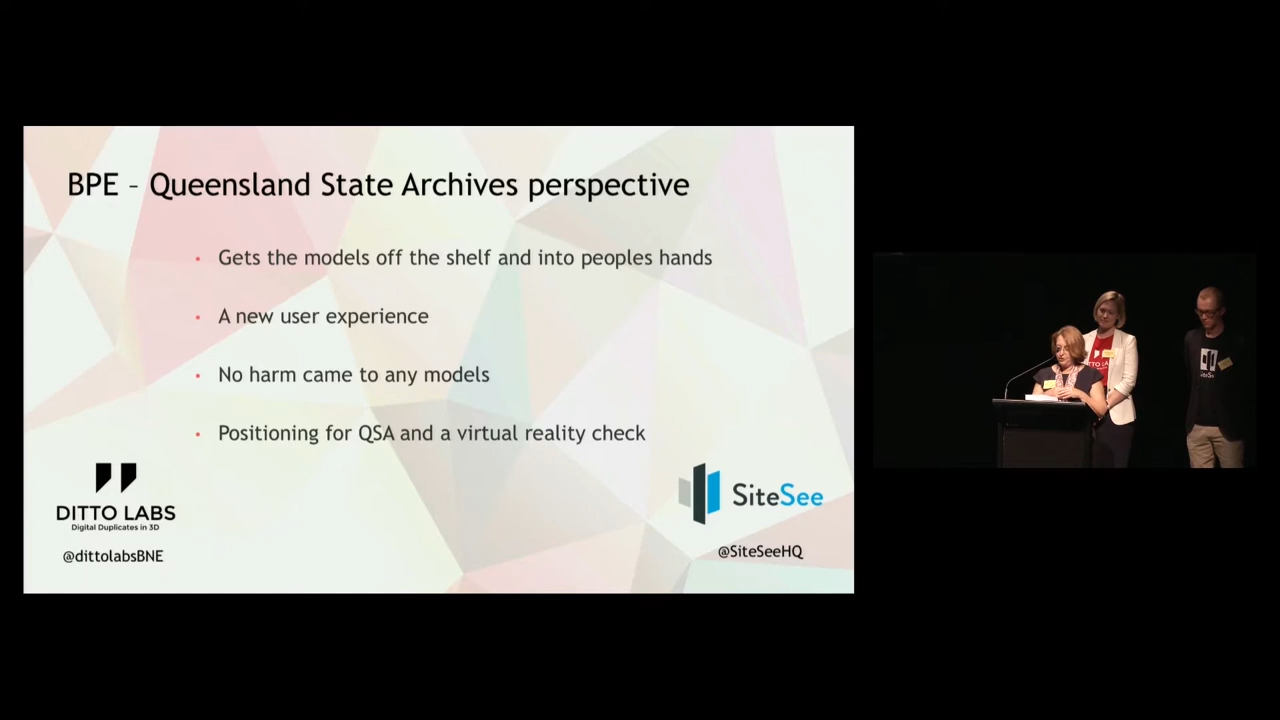 BPE – Queensland State Archives perspective
• Gets the models off the shelf and into peoples hands
• A new user experience
• No harm came to any models
• Positioning for QSA and a virtual reality check
DITTO LABS
Digital Duplicates in 3D
@dittolabsBNE
SiteSee
@SiteSeeHQ